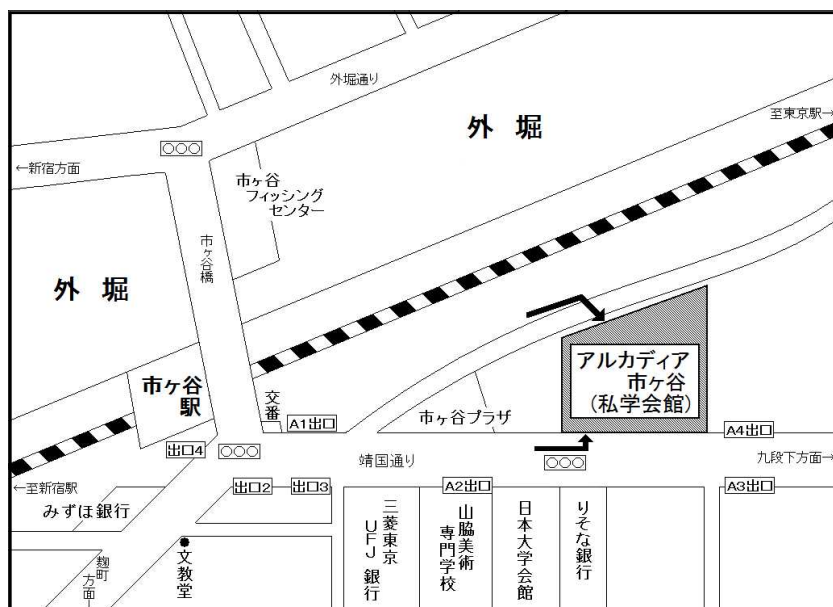 外堀通り
至東京駅→
外 堀
←新宿方面
市ヶ谷
フィッシング
センター
市ヶ谷橋
外 堀
アルカディア
市ヶ谷
(私学会館)
市ヶ谷
駅
交番
A1出口
市ヶ谷プラザ
A4出口
出口4
靖国通り
九段下方面→
←至新宿駅
出口2
出口3
A2出口
A3出口
みずほ銀行
三菱東京
UFJ 銀行
山脇美術
専門学校
日本大学会館
りそな銀行
文教堂
麹町
方面→